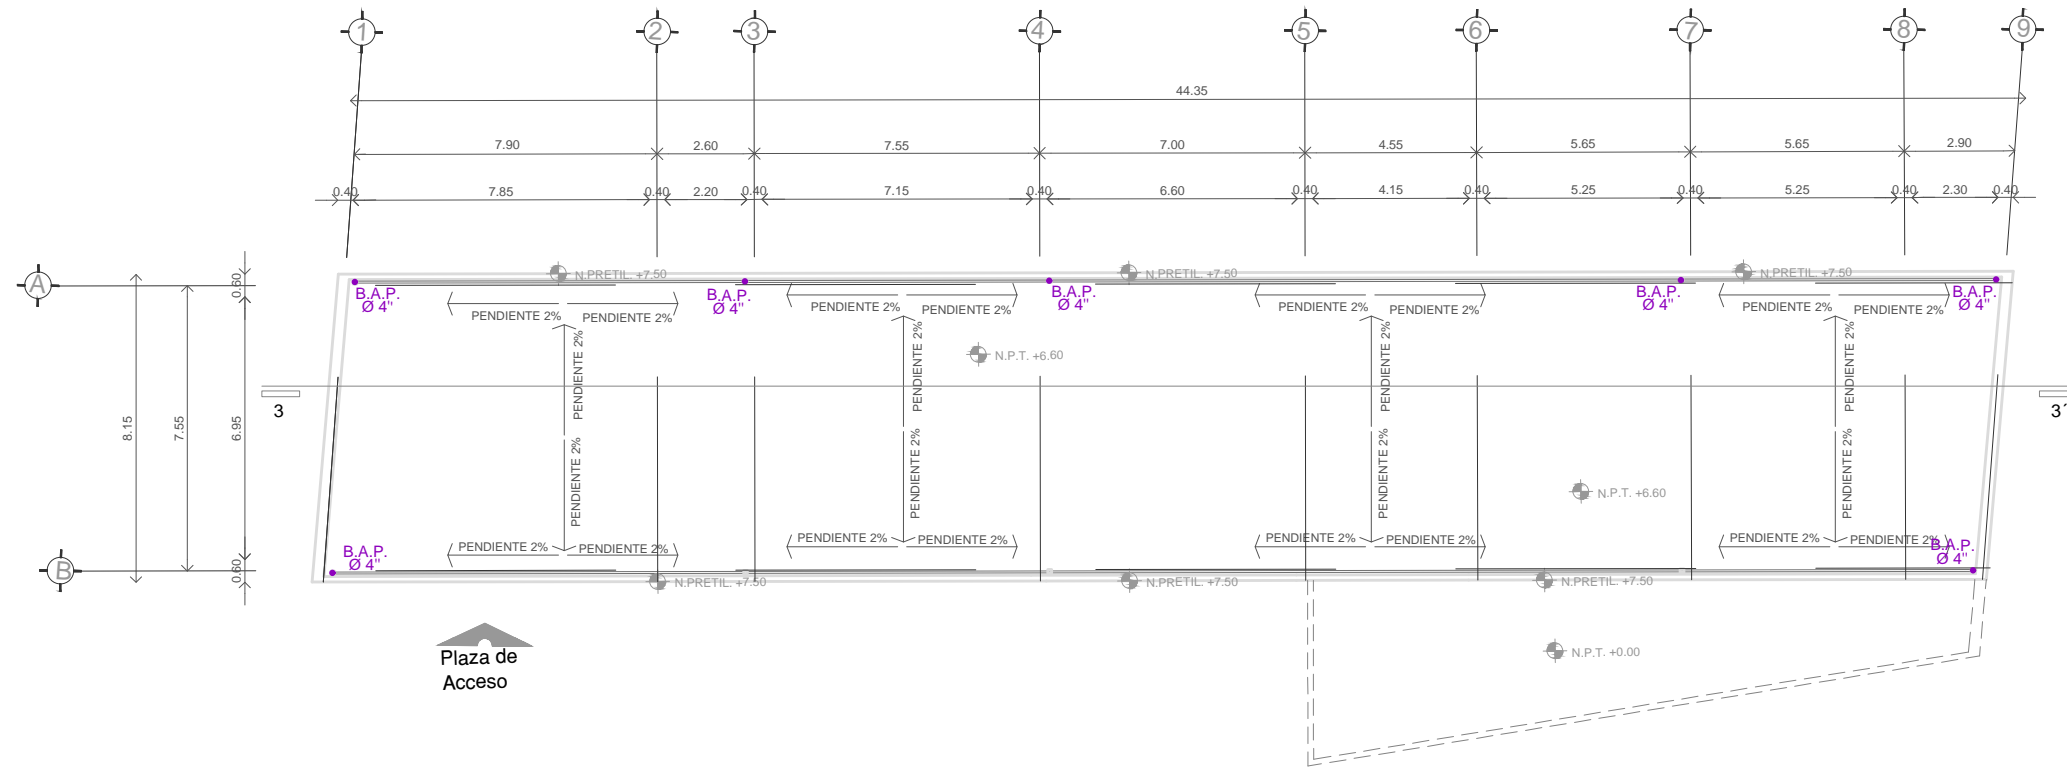 1 2 3 4 5 6 7 8 9
44.35
7.90 2.60 7.55 7.00 4.55 5.65 5.65 2.90
0.40 7.85 0.40 2.20 0.40 7.15 0.40 6.60 0.40 4.15 0.40 5.25 0.40 5.25 0.40 2.30 0.40
A
0.60
N.PRETIL. +7.50 N.PRETIL. +7.50 N.PRETIL. +7.50
B.A.P. B.A.P. B.A.P. B.A.P. B.A.P.
Ø 4" Ø 4" Ø 4" Ø 4" Ø 4"
PENDIENTE 2% PENDIENTE 2% PENDIENTE 2% PENDIENTE 2% PENDIENTE 2% PENDIENTE 2% PENDIENTE 2% PENDIENTE 2%
PENDIENTE 2% PENDIENTE 2% PENDIENTE 2% PENDIENTE 2%
N.P.T. +6.60
3 3´
8.15 7.55 6.95
PENDIENTE 2% PENDIENTE 2% PENDIENTE 2% PENDIENTE 2%
N.P.T. +6.60
PENDIENTE 2% PENDIENTE 2% PENDIENTE 2% PENDIENTE 2% PENDIENTE 2% PENDIENTE 2% PENDIENTE 2% PENDIENTE 2%
B.A.P. B.A.P.
Ø 4" Ø 4"
B
0.60
N.PRETIL. +7.50 N.PRETIL. +7.50 N.PRETIL. +7.50
N.P.T. +0.00
Plaza de
Acceso